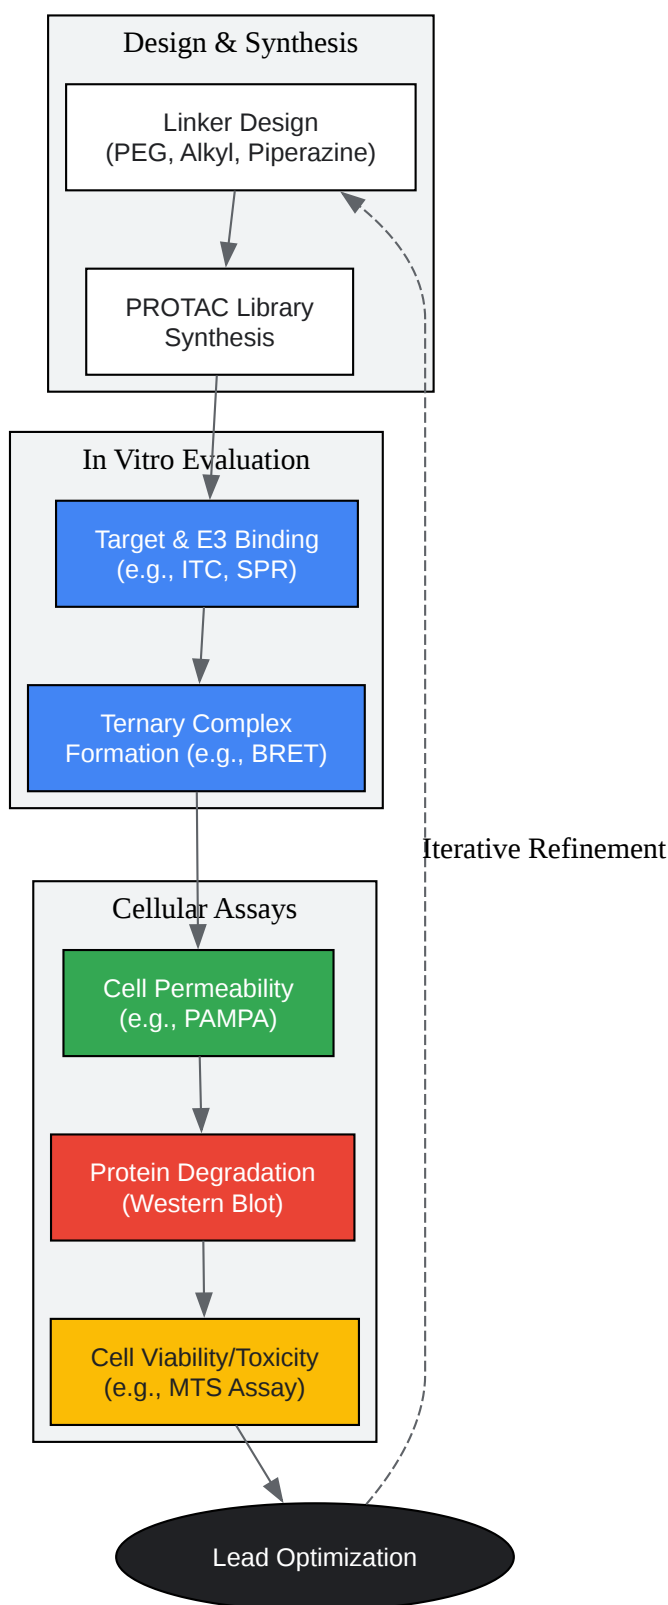 Design & Synthesis
Linker Design
(PEG, Alkyl, Piperazine)
PROTAC Library
Synthesis
In Vitro Evaluation
Target & E3 Binding
(e.g., ITC, SPR)
Ternary Complex
Formation (e.g., BRET)
Iterative Refinement
Cellular Assays
Cell Permeability
(e.g., PAMPA)
Protein Degradation
(Western Blot)
Cell Viability/Toxicity
(e.g., MTS Assay)
Lead Optimization